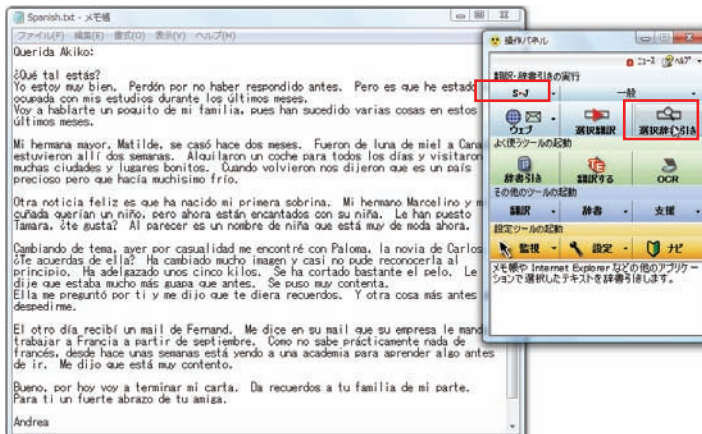 Spanish.txt - メモ帳
ファイル(F) 編集(E) 書式(O) 表示(V) ヘルプ(H)
Querida Akiko:
¿Qué tal estás?
Yo estoy muy bien. Perdón por no haber respondido antes. Pero es que he estado
ocupada con mis estudios durante los últimos meses.
Voy a hablarte un poquito de mi familia, pues han sucedido varias cosas en estos
últimos meses.
Mi hermana mayor, Matilde, se casó hace dos meses. Fueron de luna de miel a Cana
estuvieron allí dos semanas. Alquilaron un coche para todos los días y visitaron
muchas ciudades y lugares bonitos. Cuando volvieron nos dijeron que es un país
precioso pero que hacía muchísimo frío.
Otra noticia feliz es que ha nacido mi primera sobrina. Mi hermano Marcelino y m
cuñada querían un niño, pero ahora están encantados con su niña. Le han puesto
Tamara, ¿te gusta? Al parecer es un nombre de niña que está muy de moda ahora.
Cambiando de tema, ayer por casualidad me encontré con Paloma, la novia de Carlos
¿Te acuerdas de ella? Ha cambiado mucho imagen y casi no pude reconocerla al
principio. Ha adelgazado unos cinco kilos. Se ha cortado bastante el pelo. Le
dije que estaba mucho más guapa que antes. Se puso muy contenta.
Ella me preguntó por ti y me dijo que te diera recuerdos. Y otra cosa más antes
despedirme.
El otro día recibí un mail de Fernand. Me dice en su mail que su empresa le mand
trabajar a Francia a partir de septiembre. Como no sabe prácticamente nada de
francés, desde hace unas semanas está yendo a una academia para aprender algo antes
de ir. Me dijo que está muy contento.
Bueno, por hoy voy a terminar mi carta. Da recuerdos a tu familia de mi parte.
Para ti un fuerte abrazo de tu amiga.
Andrea
操作パネル
ニュース ヘルプ
翻訳・辞書引きの実行
S-J 一般
ウェブ 選択翻訳 選択辞書引き
よく使うツールの起動
辞書引き 翻訳する OCR
その他のツールの起動
翻訳 辞書 支援
設定ツールの起動
監視 設定 ナビ
メモ帳や Internet Explorer などの他のアプリケー
ションで選択したテキストを辞書引きします。